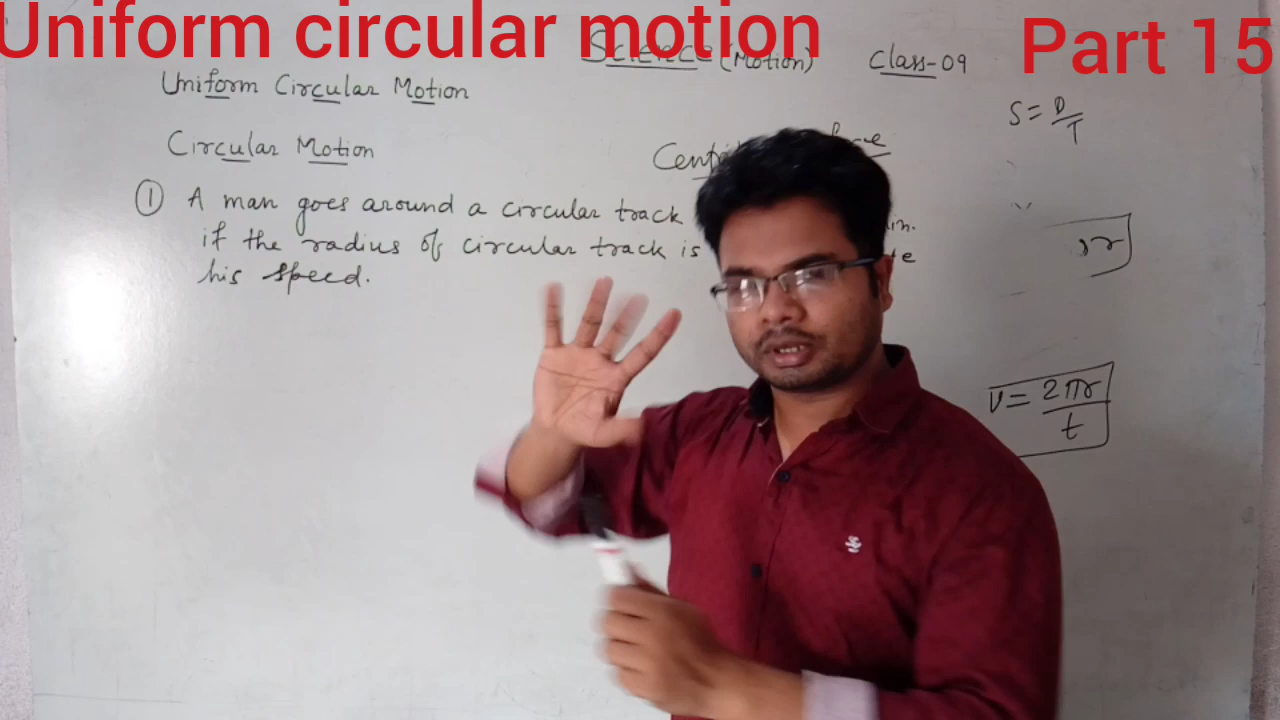 Uniform circular motion
Part 15
Science (Motion) Class-09
Uniform Circular Motion
S = D/T
Circular Motion
① A man goes around a circular track
if the radius of circular track is
his speed.
v = 2πr/t